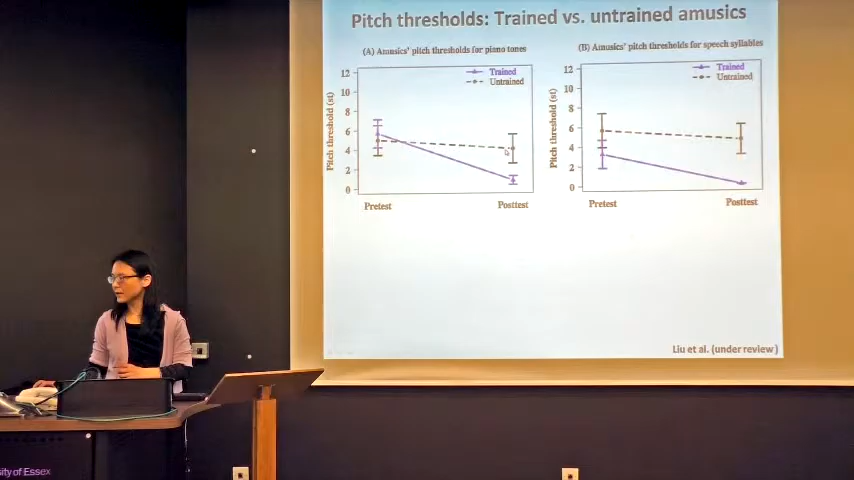 Pitch thresholds: Trained vs. untrained amusics
(A) Amusics' pitch thresholds for piano tones
Pitch threshold (st)
12
10
8
6
4
2
0
Trained
Untrained
Pretest
Posttest
(B) Amusics' pitch thresholds for speech syllables
Pitch threshold (st)
12
10
8
6
4
2
0
Trained
Untrained
Pretest
Posttest
Liu et al. (under review)
sity of Essex